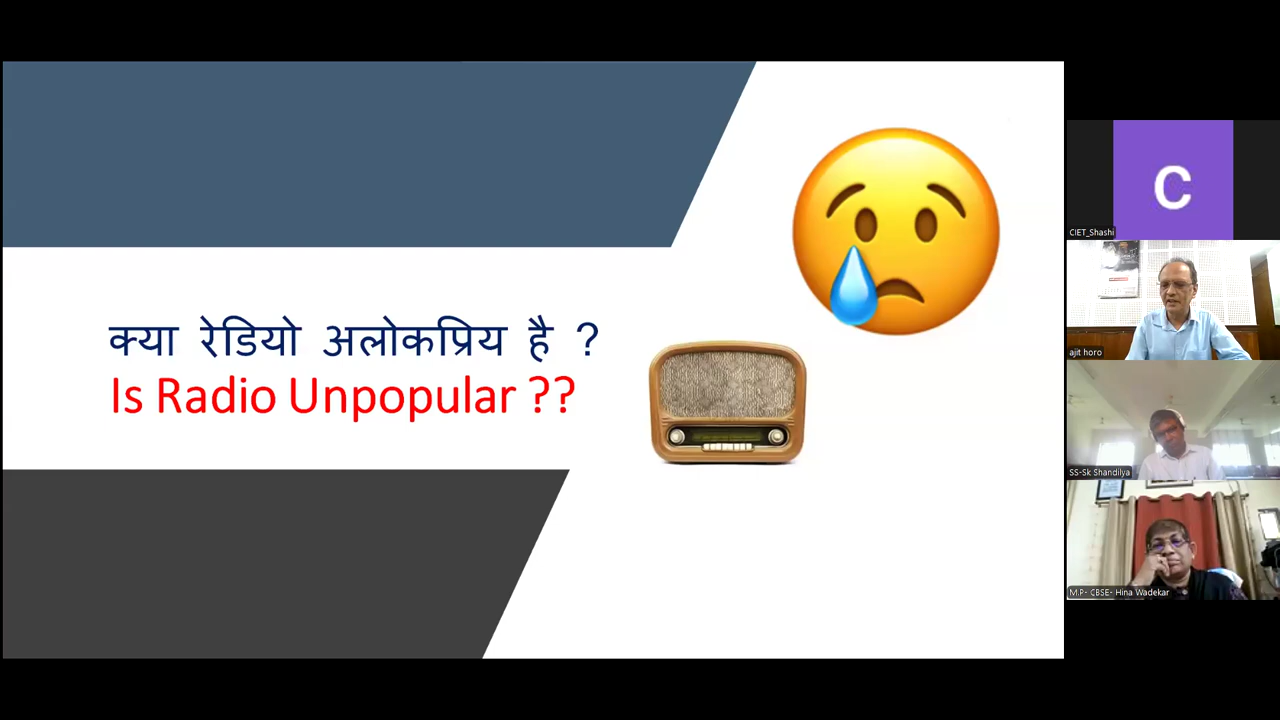 क्या रेडियो अलोकप्रिय है ?
Is Radio Unpopular ??
C
CIET_Shashi
ajit horo
SS-Sk Shandilya
M.P- CBSE- Hina Wadekar